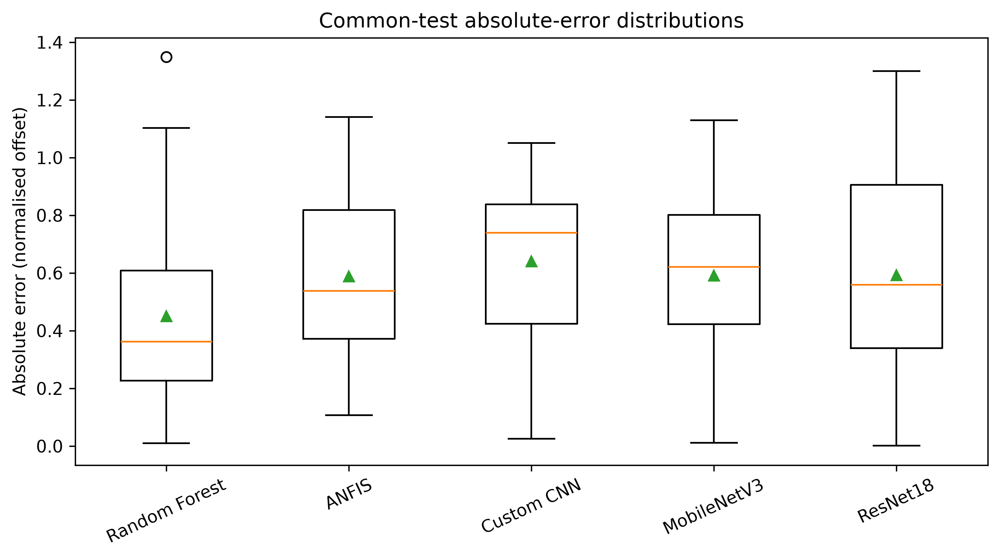 Common-test absolute-error distributions
Absolute error (normalised offset)
1.4
1.2
1.0
0.8
0.6
0.4
0.2
0.0
Random Forest
ANFIS
Custom CNN
MobileNetV3
ResNet18